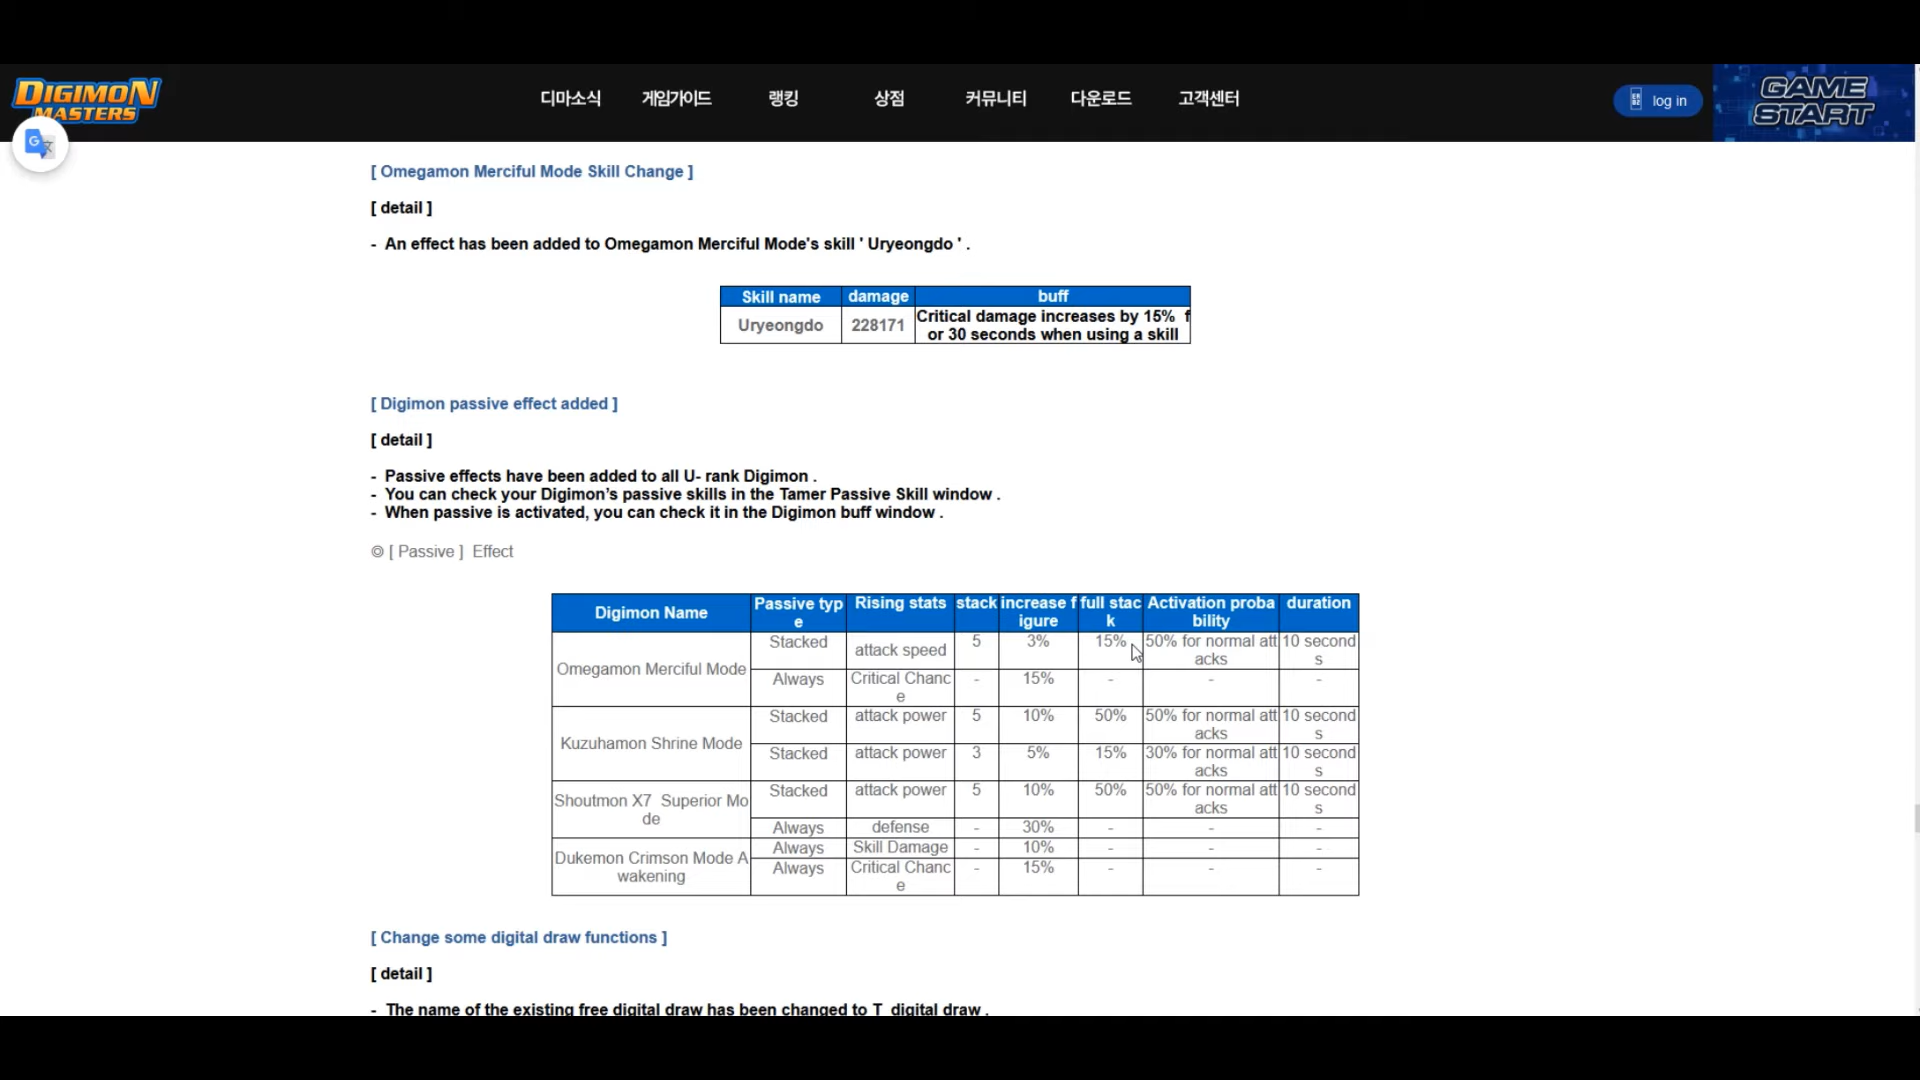 DIGIMON MASTERS
디마소식 게임가이드 랭킹 상점 커뮤니티 다운로드 고객센터
log in
GAME START
[ Omegamon Merciful Mode Skill Change ]
[ detail ]
- An effect has been added to Omegamon Merciful Mode's skill ' Uryeongdo ' .
Skill name damage buff
Uryeongdo 228171 Critical damage increases by 15% f
or 30 seconds when using a skill
[ Digimon passive effect added ]
[ detail ]
- Passive effects have been added to all U- rank Digimon .
- You can check your Digimon's passive skills in the Tamer Passive Skill window .
- When passive is activated, you can check it in the Digimon buff window .
◎ [ Passive ] Effect
Digimon Name Passive typ
e Rising stats stack increase f
igure full stac
k Activation proba
bility duration
Omegamon Merciful Mode Stacked attack speed 5 3% 15% 50% for normal att
acks 10 second
s
Always Critical Chanc
e - 15% - - -
Kuzuhamon Shrine Mode Stacked attack power 5 10% 50% 50% for normal att
acks 10 second
s
Stacked attack power 3 5% 15% 30% for normal att
acks 10 second
s
Shoutmon X7 Superior Mo
de Stacked attack power 5 10% 50% 50% for normal att
acks 10 second
s
Always defense - 30% - - -
Dukemon Crimson Mode A
wakening Always Skill Damage - 10% - - -
Always Critical Chanc
e - 15% - - -
[ Change some digital draw functions ]
[ detail ]
- The name of the existing free digital draw has been changed to T digital draw .